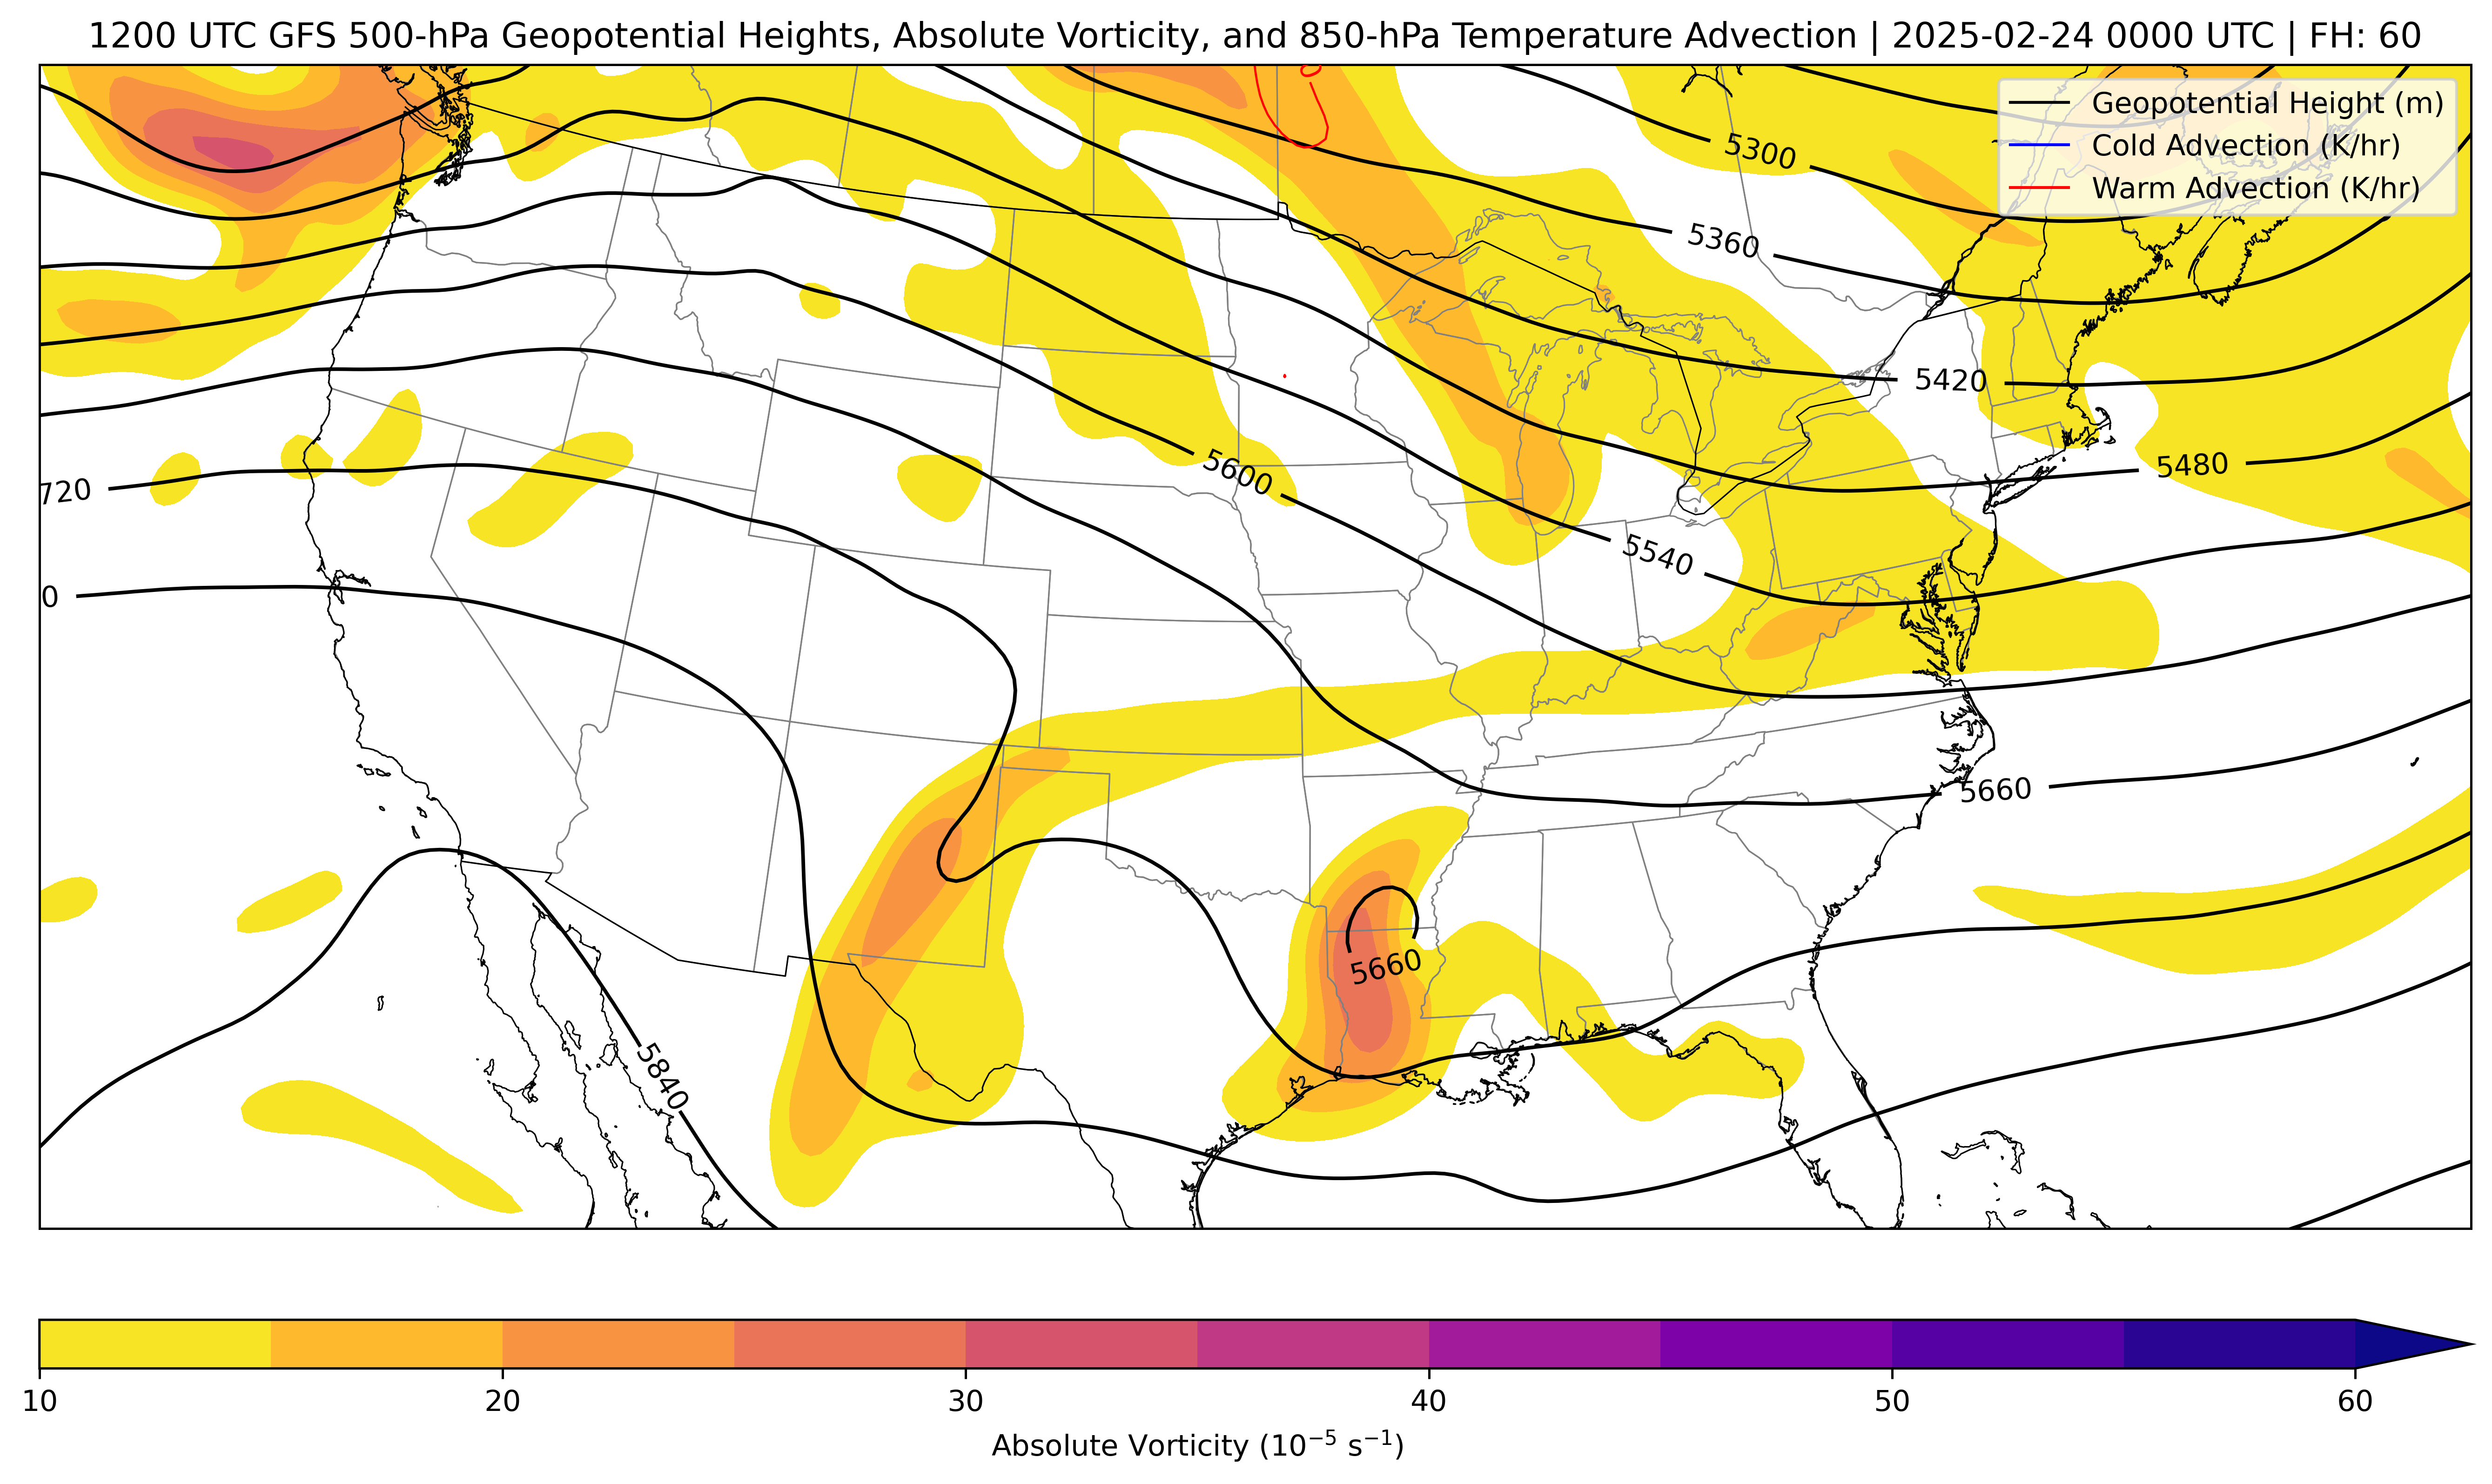 1200 UTC GFS 500-hPa Geopotential Heights, Absolute Vorticity, and 850-hPa Temperature Advection | 2025-02-24 0000 UTC | FH: 60
Geopotential Height (m)
Cold Advection (K/hr)
Warm Advection (K/hr)
5300
5360
5420
5480
720
5600
5540
0
5660
5660
5840
10 20 30 40 50 60
Absolute Vorticity (10⁻⁵ s⁻¹)